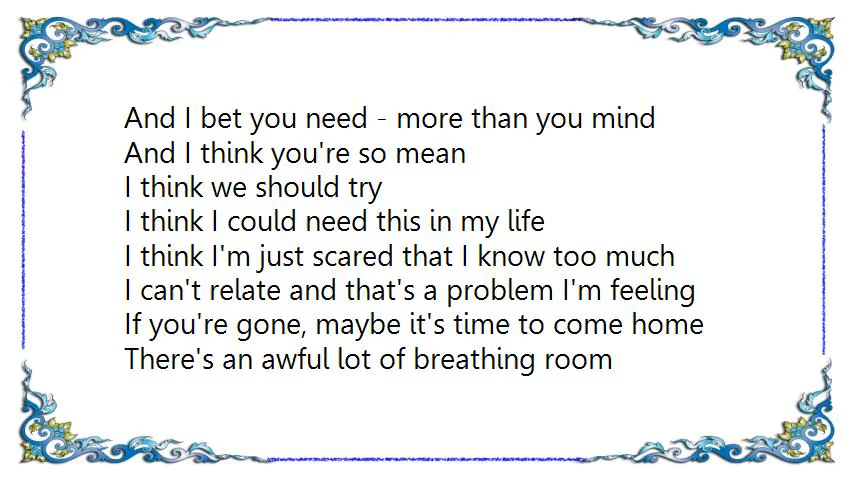 And I bet you need - more than you mind
And I think you're so mean
I think we should try
I think I could need this in my life
I think I'm just scared that I know too much
I can't relate and that's a problem I'm feeling
If you're gone, maybe it's time to come home
There's an awful lot of breathing room